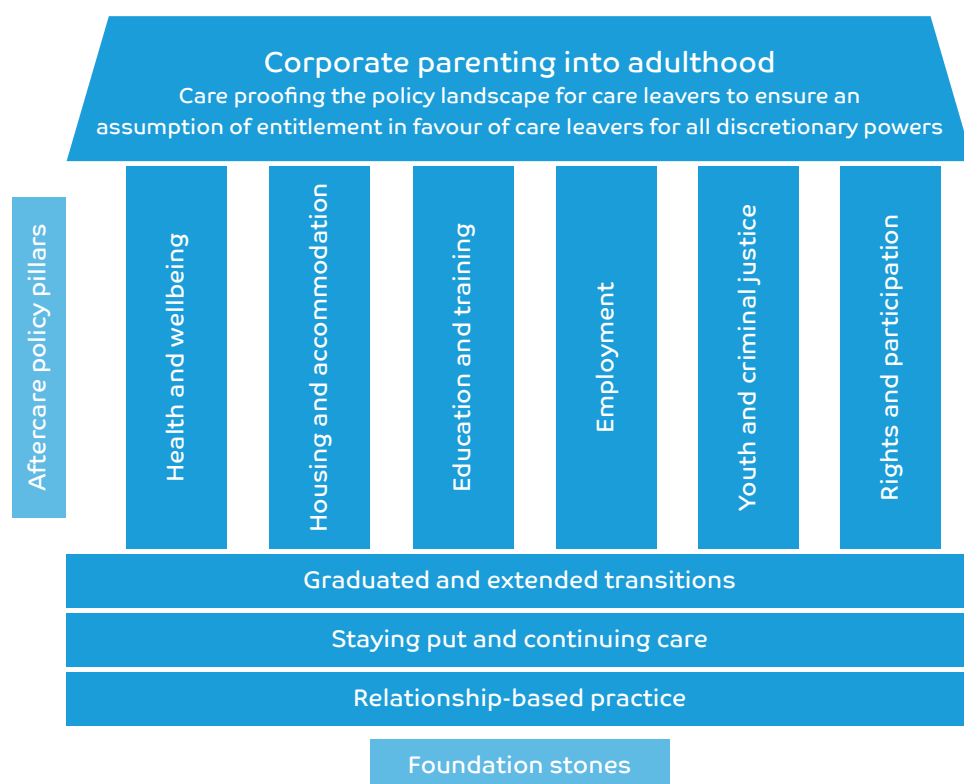 Corporate parenting into adulthood
Care proofing the policy landscape for care leavers to ensure an
assumption of entitlement in favour of care leavers for all discretionary powers
Aftercare policy pillars
Health and wellbeing
Housing and accommodation
Education and training
Employment
Youth and criminal justice
Rights and participation
Graduated and extended transitions
Staying put and continuing care
Relationship-based practice
Foundation stones